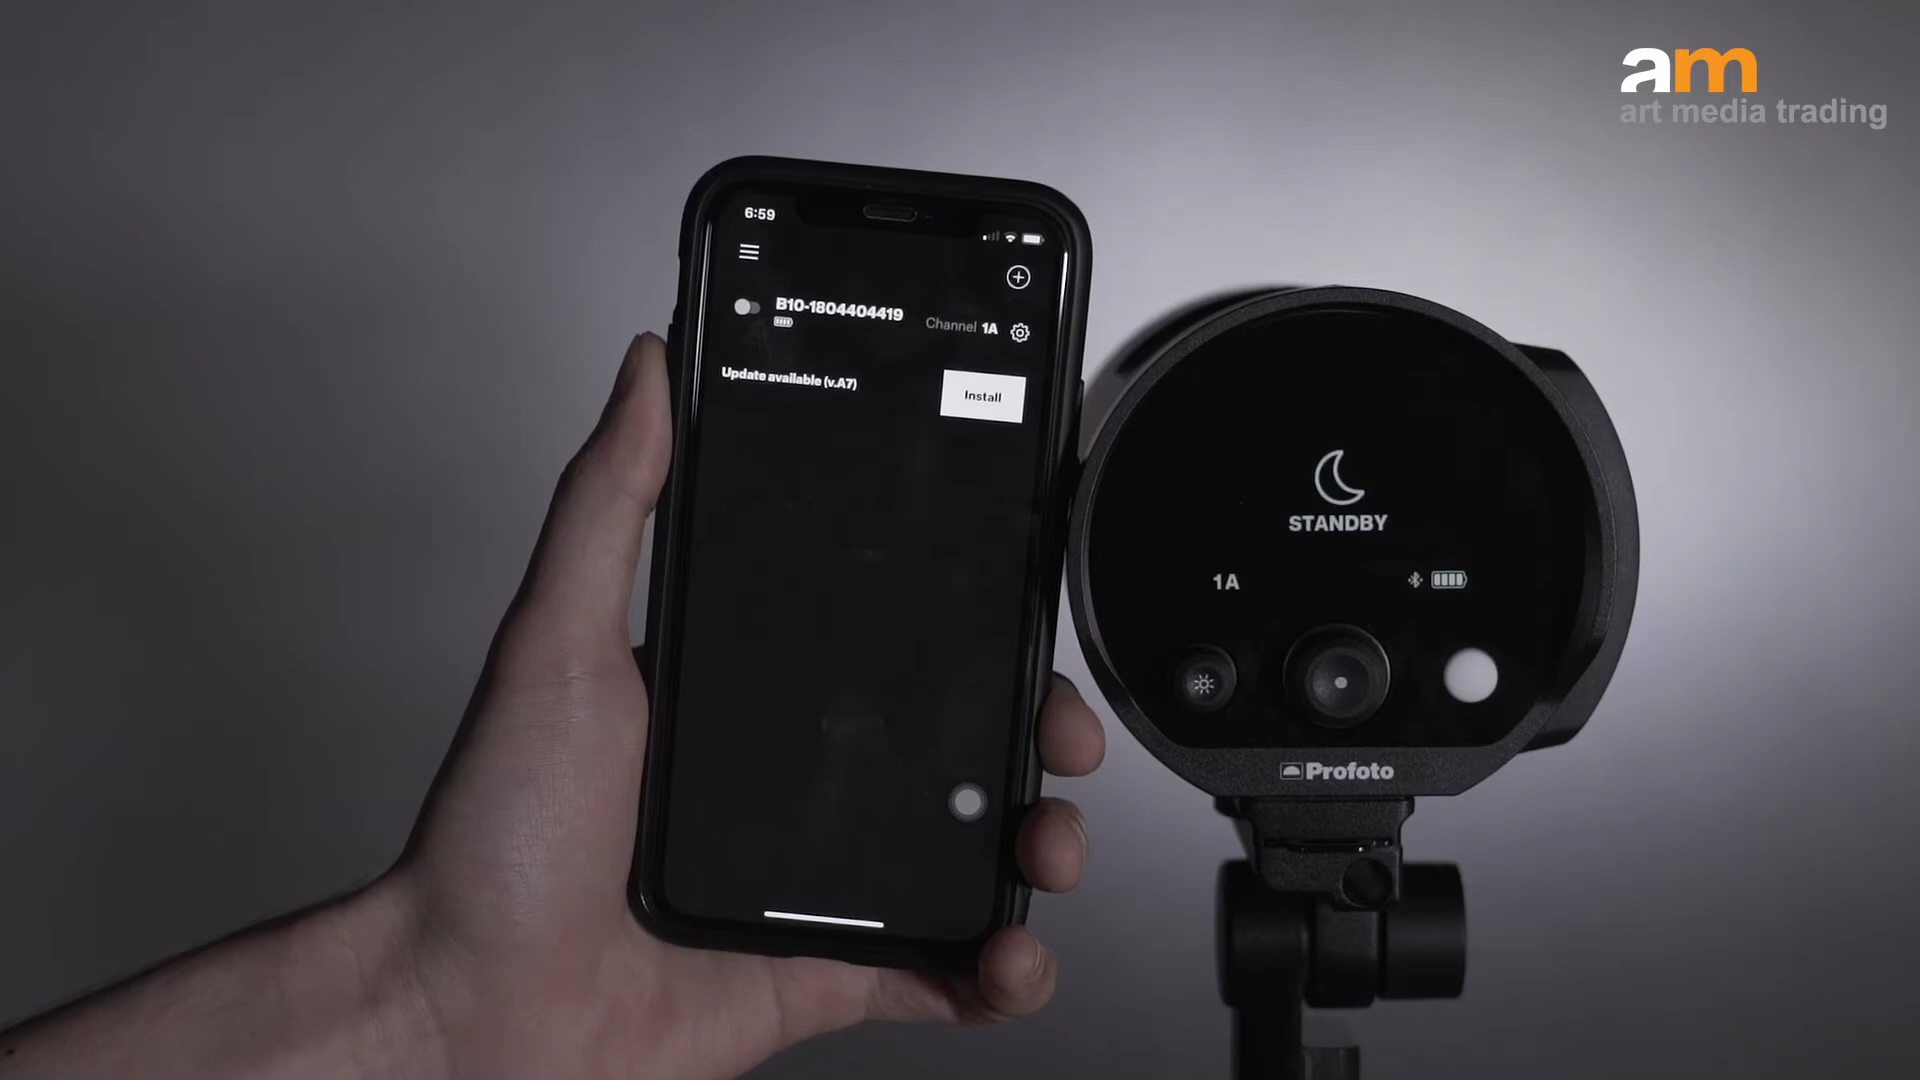 am
art media trading
6:59
B10-1804404419
Channel 1A
Update available (v.A7)
Install
STANDBY
1A
Profoto